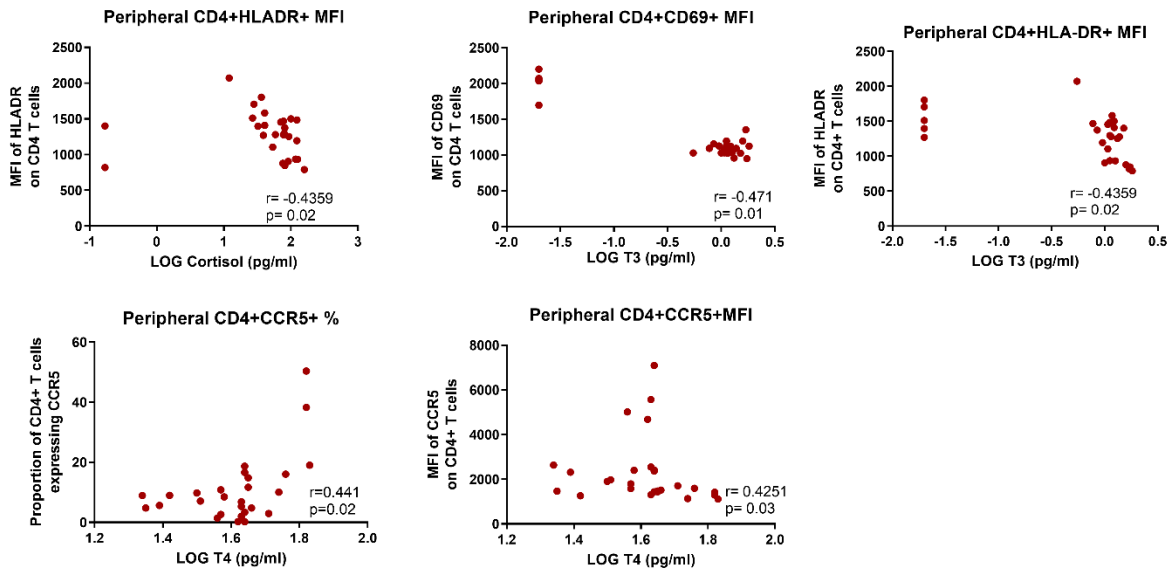 Peripheral CD4+HLADR+ MFI
MFI of HLADR
on CD4 T cells
2500
2000
1500
1000
500
0
-1
0
1
2
3
r= -0.4359
p= 0.02
LOG Cortisol (pg/ml)
Peripheral CD4+CD69+ MFI
MFI of CD69
on CD4 T cells
2500
2000
1500
1000
500
0
-2.0
-1.5
-1.0
-0.5
0.0
0.5
r= -0.471
p= 0.01
LOG T3 (pg/ml)
Peripheral CD4+HLA-DR+ MFI
MFI of HLADR
on CD4+ T cells
2500
2000
1500
1000
500
0
-2.0
-1.5
-1.0
-0.5
0.0
0.5
r= -0.4359
p= 0.02
LOG T3 (pg/ml)
Peripheral CD4+CCR5+ %
Proportion of CD4+ T cells
expressing CCR5
60
40
20
0
1.2
1.4
1.6
1.8
2.0
r=0.441
p=0.02
LOG T4 (pg/ml)
Peripheral CD4+CCR5+MFI
MFI of CCR5
on CD4+ T cells
8000
6000
4000
2000
0
1.2
1.4
1.6
1.8
2.0
r= 0.4251
p= 0.03
LOG T4 (pg/ml)